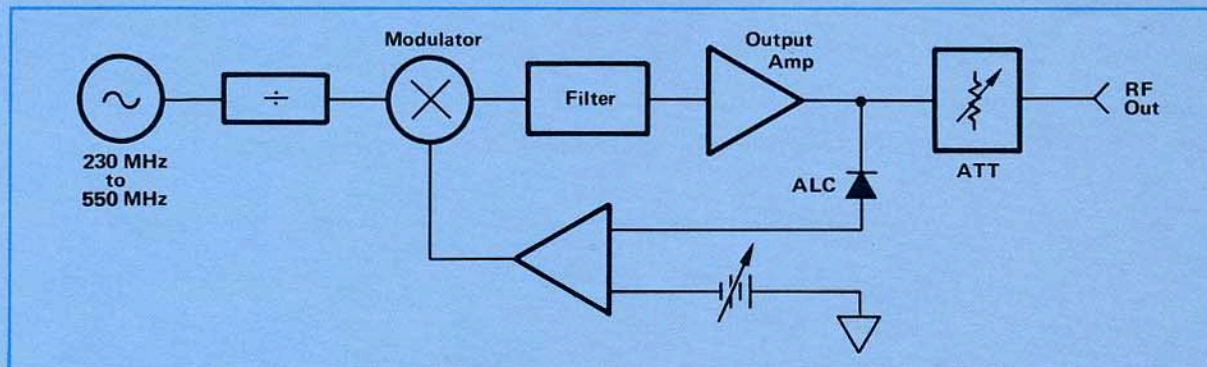 Modulator
Output
Amp
÷
Filter
RF
Out
230 MHz
to
550 MHz
ALC
ATT